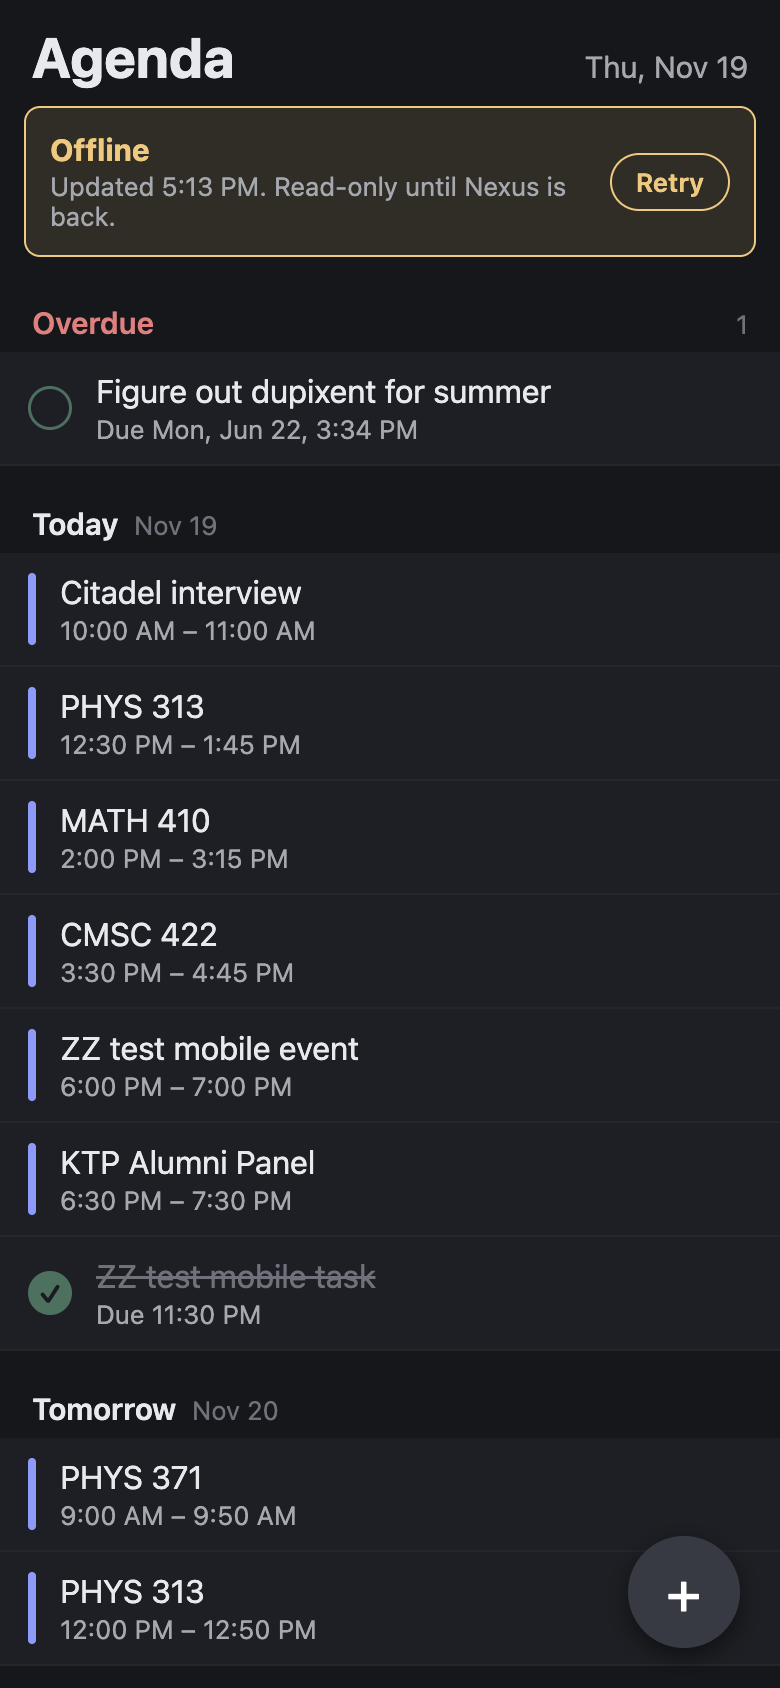 Agenda
Thu, Nov 19
Offline
Updated 5:13 PM. Read-only until Nexus is
back.
Retry
Overdue
1
Figure out dupixent for summer
Due Mon, Jun 22, 3:34 PM
Today Nov 19
Citadel interview
10:00 AM – 11:00 AM
PHYS 313
12:30 PM – 1:45 PM
MATH 410
2:00 PM – 3:15 PM
CMSC 422
3:30 PM – 4:45 PM
ZZ test mobile event
6:00 PM – 7:00 PM
KTP Alumni Panel
6:30 PM – 7:30 PM
ZZ test mobile task
Due 11:30 PM
Tomorrow Nov 20
PHYS 371
9:00 AM – 9:50 AM
PHYS 313
12:00 PM – 12:50 PM
+